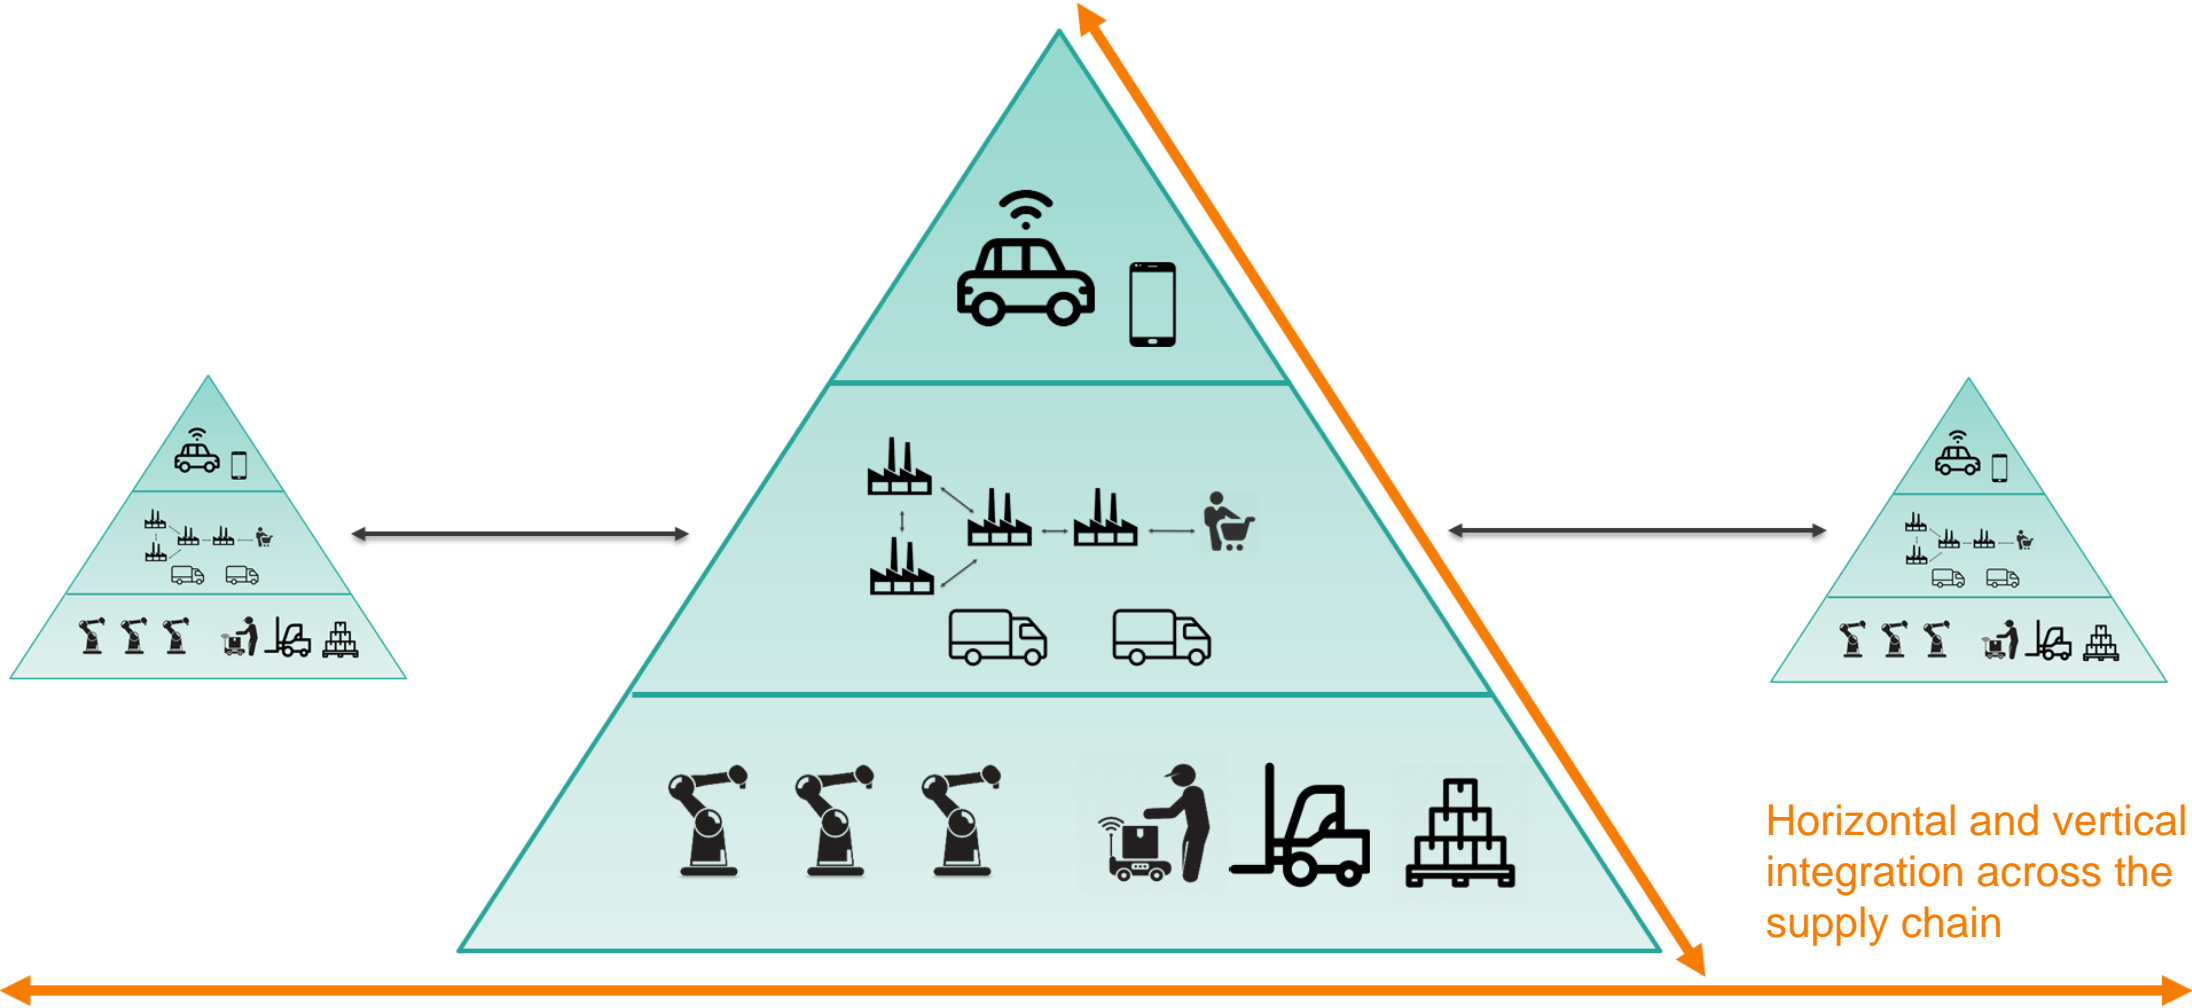 Horizontal and vertical
integration across the
supply chain